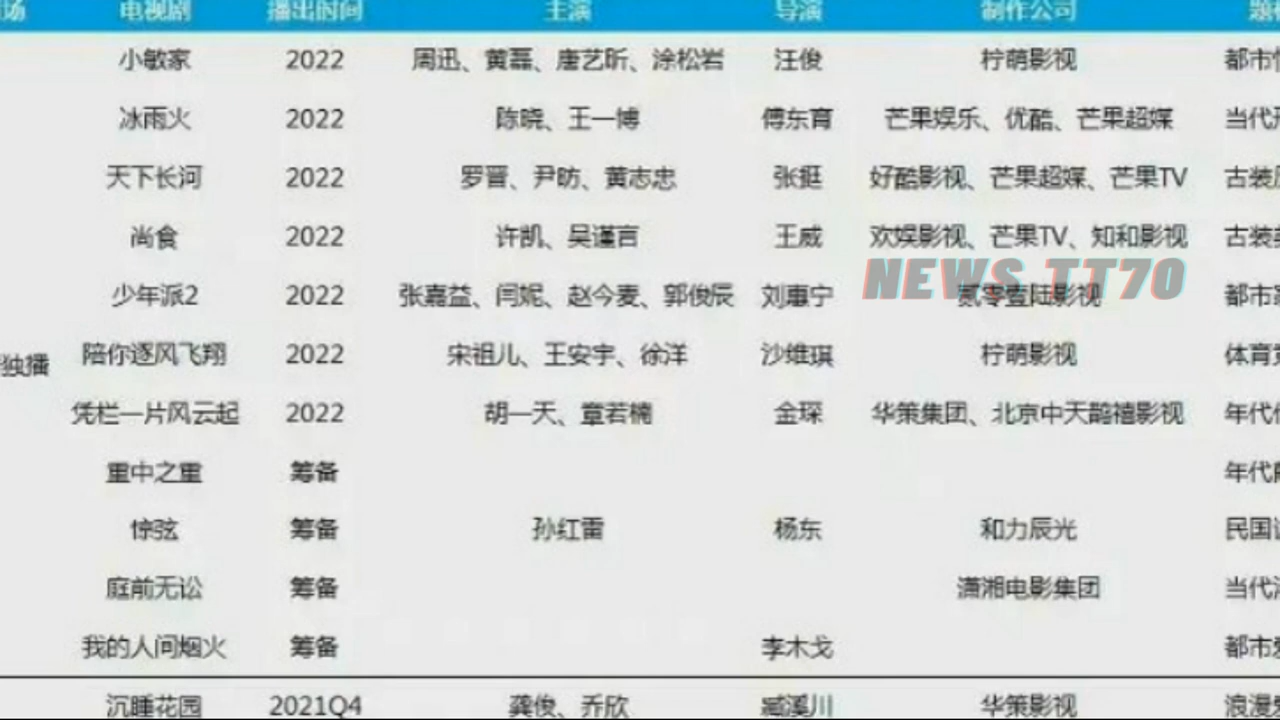 场 电视剧 播出时间 主演 导演 制作公司 题
小敏家 2022 周迅、黄磊、唐艺昕、涂松岩 汪俊 柠萌影视 都市
冰雨火 2022 陈晓、王一博 傅东育 芒果娱乐、优酷、芒果超媒 当代
天下长河 2022 罗晋、尹昉、黄志忠 张挺 好酷影视、芒果超媒、芒果TV 古装
尚食 2022 许凯、吴谨言 王威 欢娱影视、芒果TV、知和影视 古装
NEWS TT70
少年派2 2022 张嘉益、闫妮、赵今麦、郭俊辰 刘惠宁 贰零壹陆影视 都市
独播 陪你逐风飞翔 2022 宋祖儿、王安宇、徐洋 沙维琪 柠萌影视 体育
凭栏一片风云起 2022 胡一天、章若楠 金琛 华策集团、北京中天鹊禧影视 年代
重中之重 筹备 年代
惊弦 筹备 孙红雷 杨东 和力辰光 民国
庭前无讼 筹备 潇湘电影集团 当代
我的人间烟火 筹备 李木戈 都市
沉睡花园 2021Q4 龚俊、乔欣 臧溪川 华策影视 浪漫